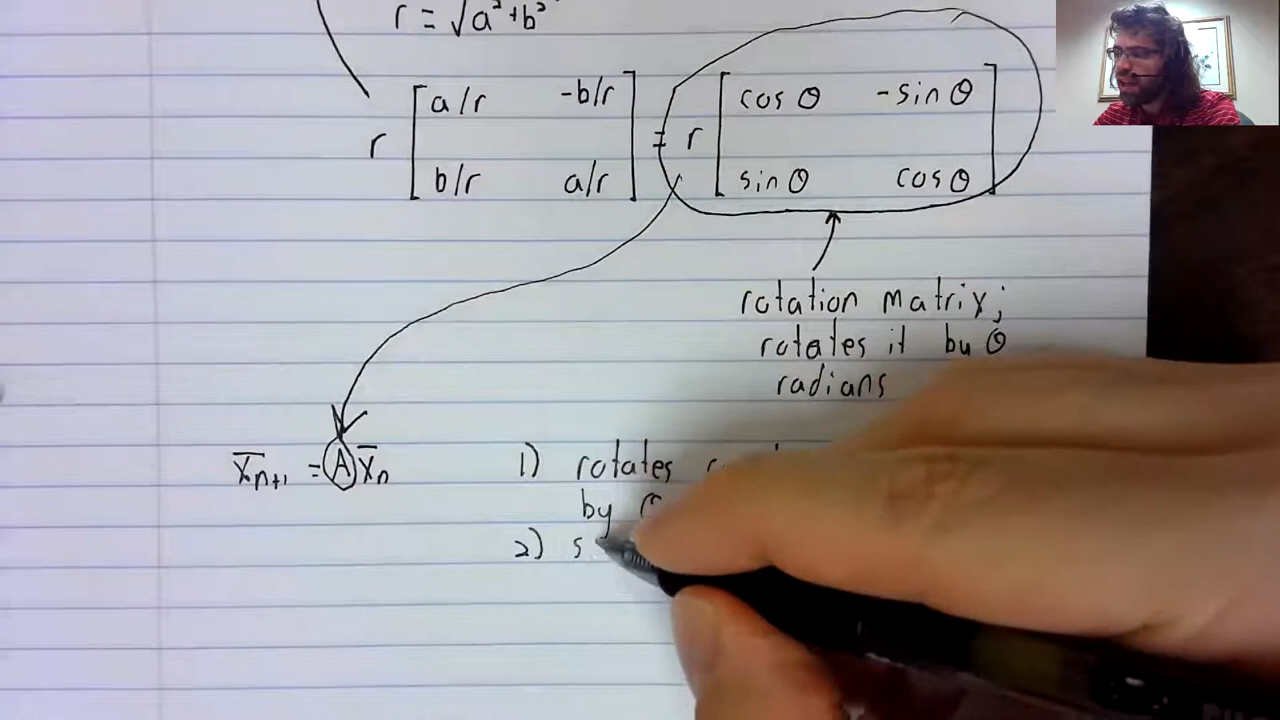 r = √a²+b²
r [ a/r -b/r
b/r a/r ] = r [ cos θ -sin θ
sin θ cos θ ]
rotation matrix;
rotates it by θ
radians
x̄n+1 = A x̄n
1) rotates
by
2) s